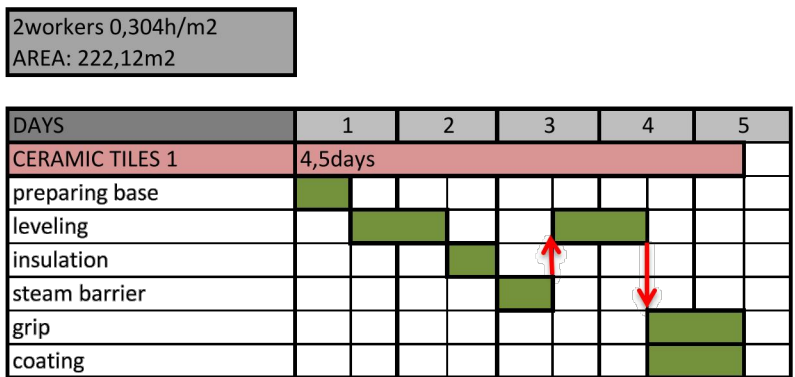 2workers 0,304h/m2
AREA: 222,12m2
DAYS 1 2 3 4 5
CERAMIC TILES 1 4,5days
preparing base
leveling
insulation
steam barrier
grip
coating